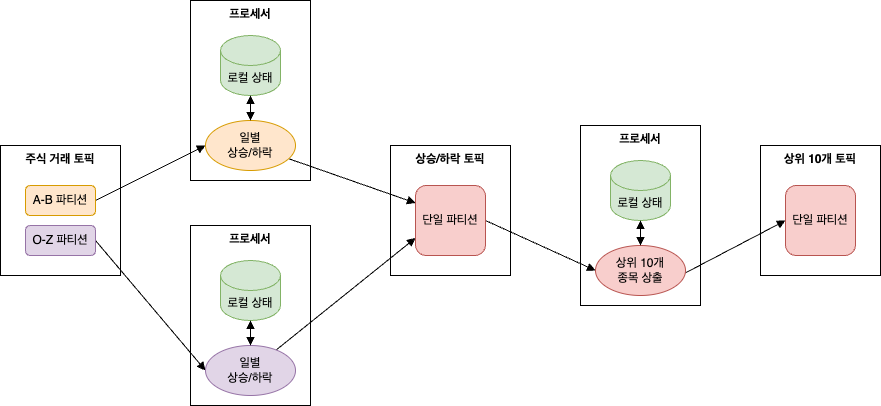 주식 거래 토픽
A-B 파티션
O-Z 파티션
프로세서
로컬 상태
일별
상승/하락
프로세서
로컬 상태
일별
상승/하락
상승/하락 토픽
단일 파티션
프로세서
로컬 상태
상위 10개
종목 상출
상위 10개 토픽
단일 파티션